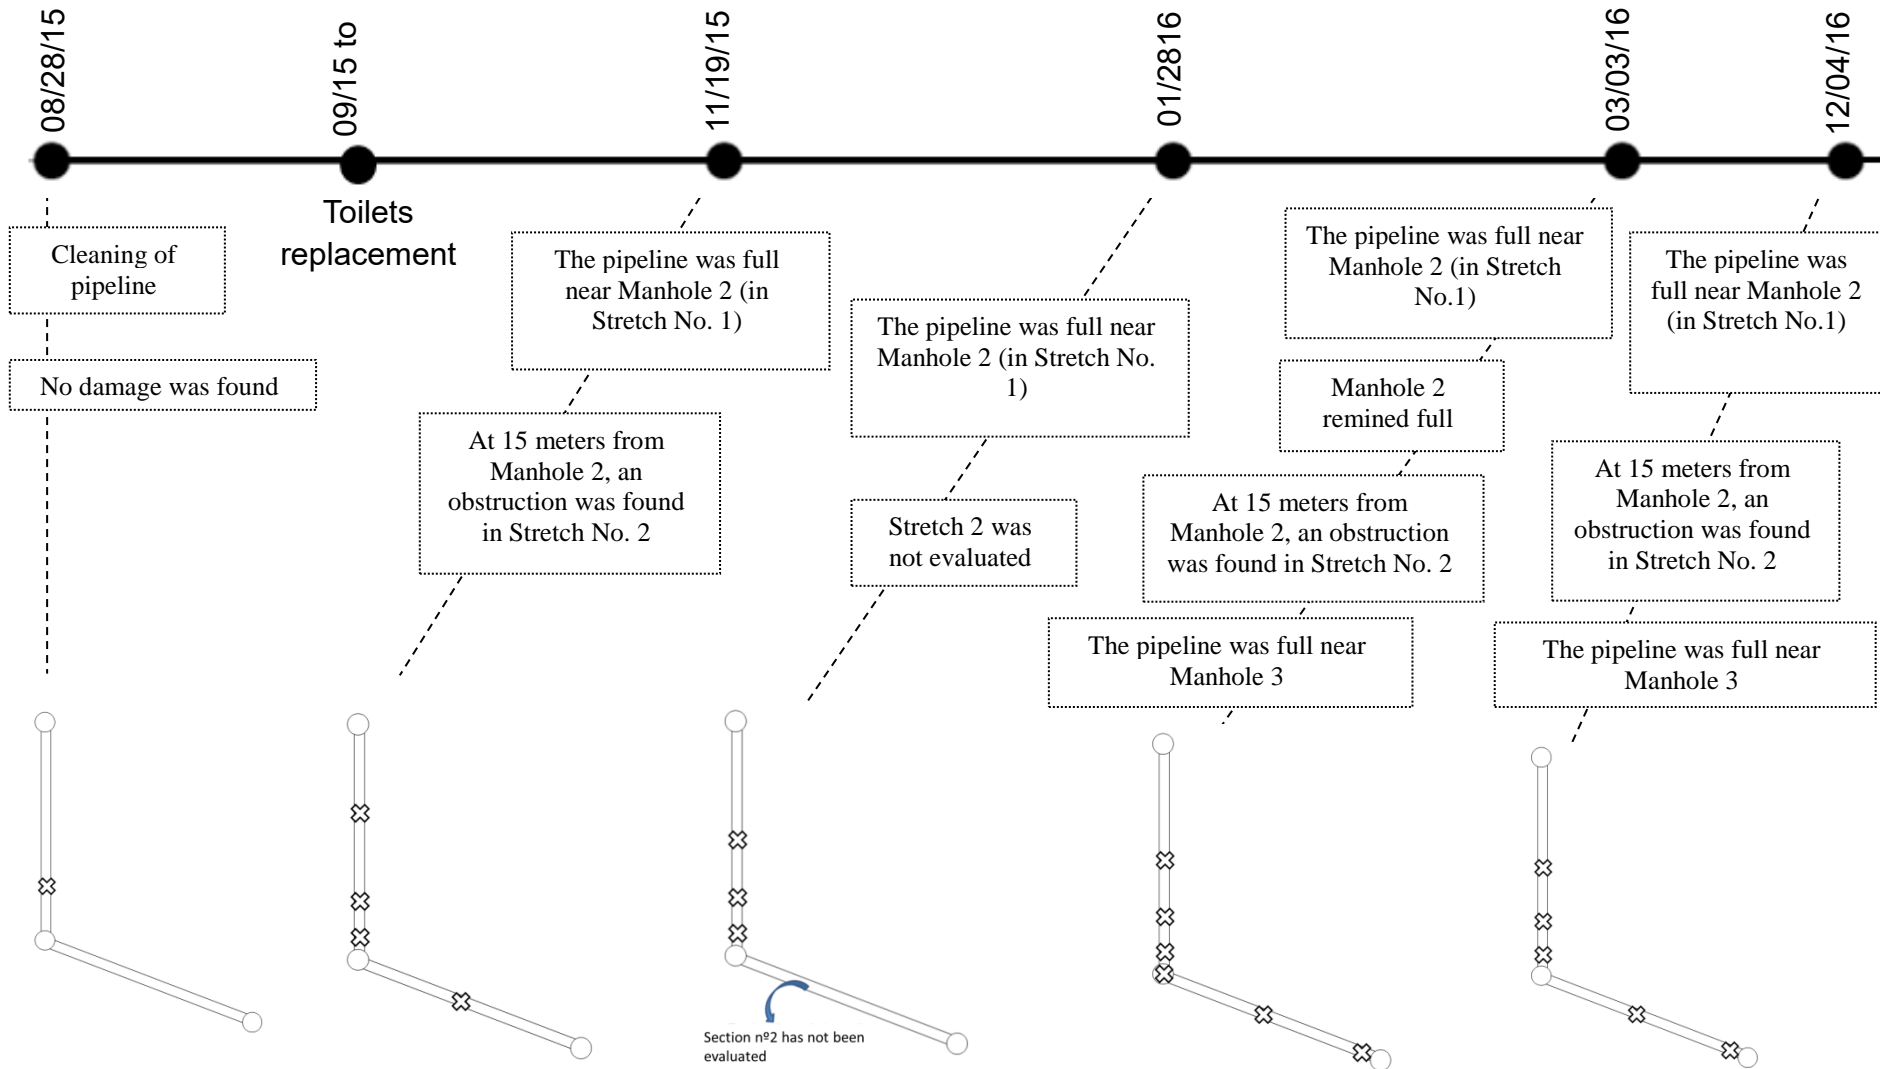 08/28/15
09/15 to
11/19/15
01/2816
03/03/16
12/04/16
Toilets
replacement
Cleaning of
pipeline
No damage was found
The pipeline was full
near Manhole 2 (in
Stretch No. 1)
At 15 meters from
Manhole 2, an
obstruction was found
in Stretch No. 2
The pipeline was full near
Manhole 2 (in Stretch No.
1)
Stretch 2 was
not evaluated
The pipeline was full near
Manhole 2 (in Stretch
No.1)
Manhole 2
remined full
At 15 meters from
Manhole 2, an obstruction
was found in Stretch No. 2
The pipeline was full near
Manhole 3
The pipeline was
full near Manhole 2
(in Stretch No.1)
At 15 meters from
Manhole 2, an
obstruction was found
in Stretch No. 2
The pipeline was full near
Manhole 3
Section nº2 has not been
evaluated